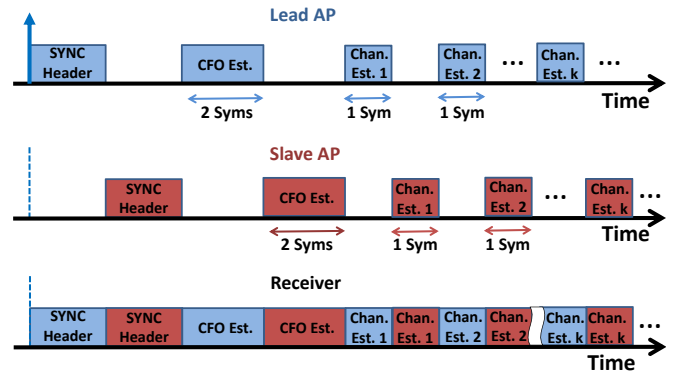 Lead AP
SYNC
Header
CFO Est.
Chan.
Est. 1
Chan.
Est. 2
...
Chan.
Est. k
...
Time
2 Syms
1 Sym
1 Sym
Slave AP
SYNC
Header
CFO Est.
Chan.
Est. 1
Chan.
Est. 2
...
Chan.
Est. k
...
Time
2 Syms
1 Sym
1 Sym
Receiver
SYNC
Header
SYNC
Header
CFO Est.
CFO Est.
Chan.
Est. 1
Chan.
Est. 1
Chan.
Est. 2
Chan.
Est. 2
Chan.
Est. k
Chan.
Est. k
...
Time